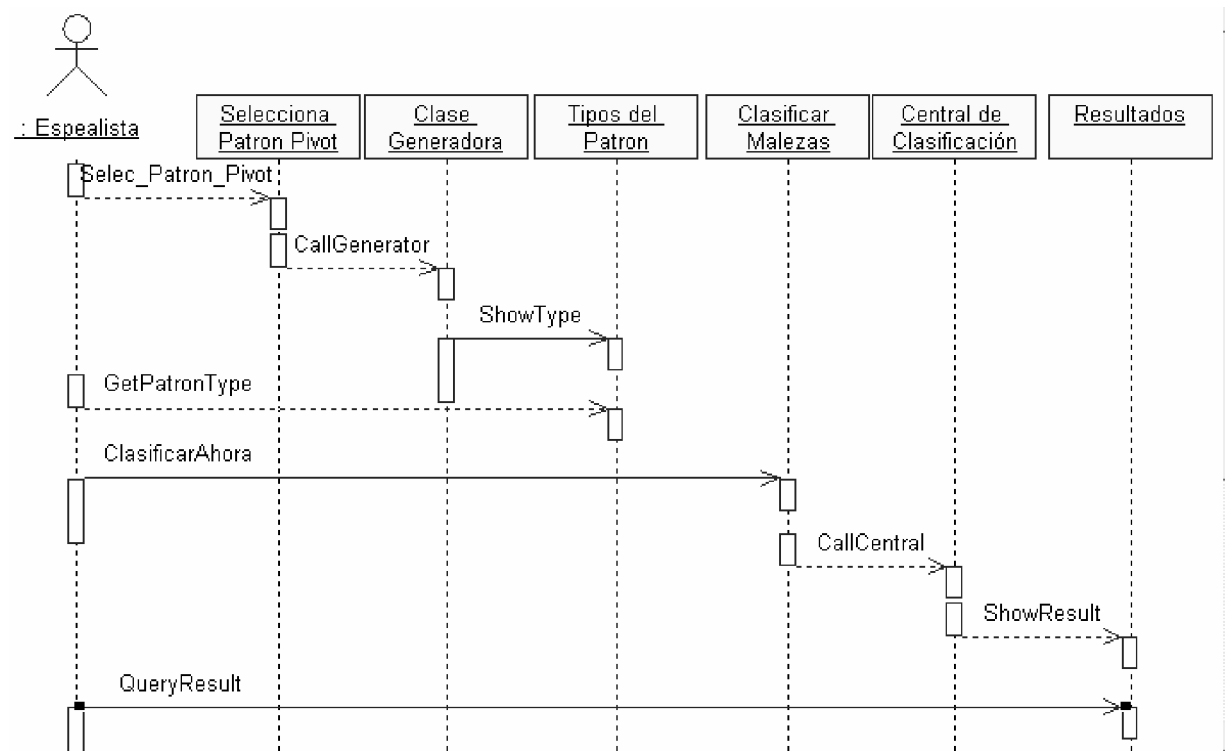 : Espealista
Selecciona
Patron Pivot
Clase
Generadora
Tipos del
Patron
Clasificar
Malezas
Central de
Clasificación
Resultados
Selec_Patron_Pivot
CallGenerator
ShowType
GetPatronType
ClasificarAhora
CallCentral
ShowResult
QueryResult